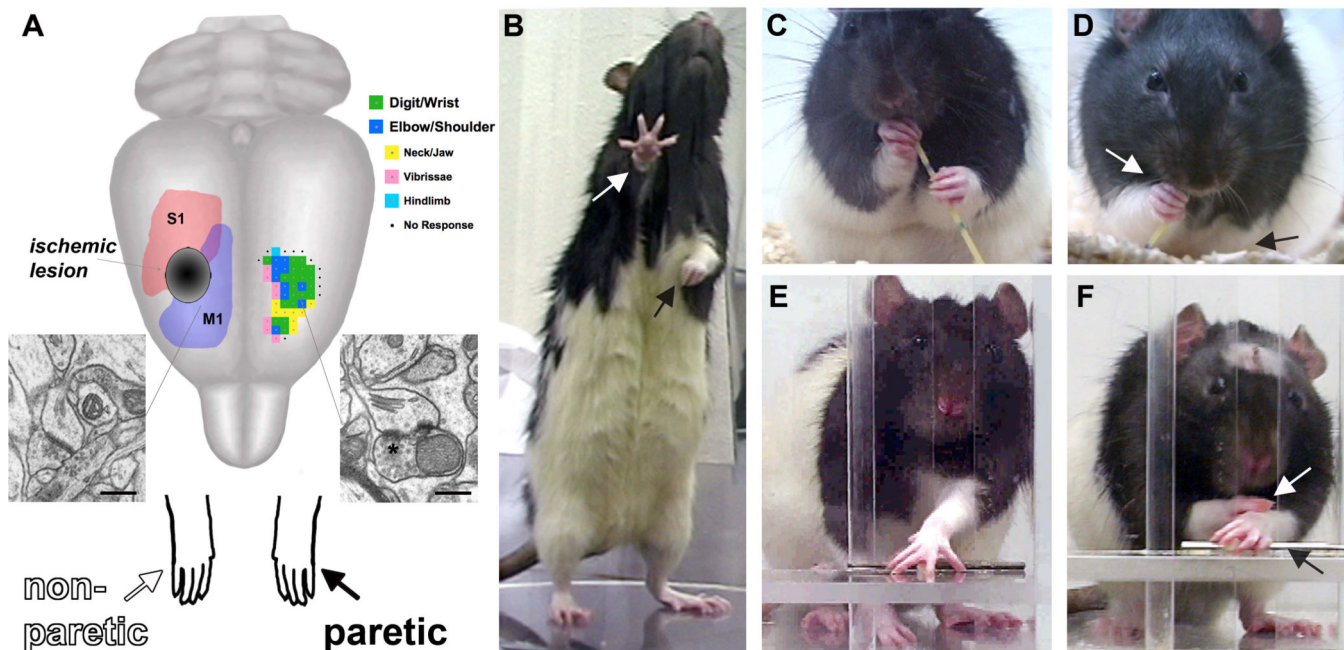 A
B
C
D
E
F
Digit/Wrist
Elbow/Shoulder
Neck/Jaw
Vibrissae
Hindlimb
No Response
S1
ischemic
lesion
M1
*
non-
paretic
paretic